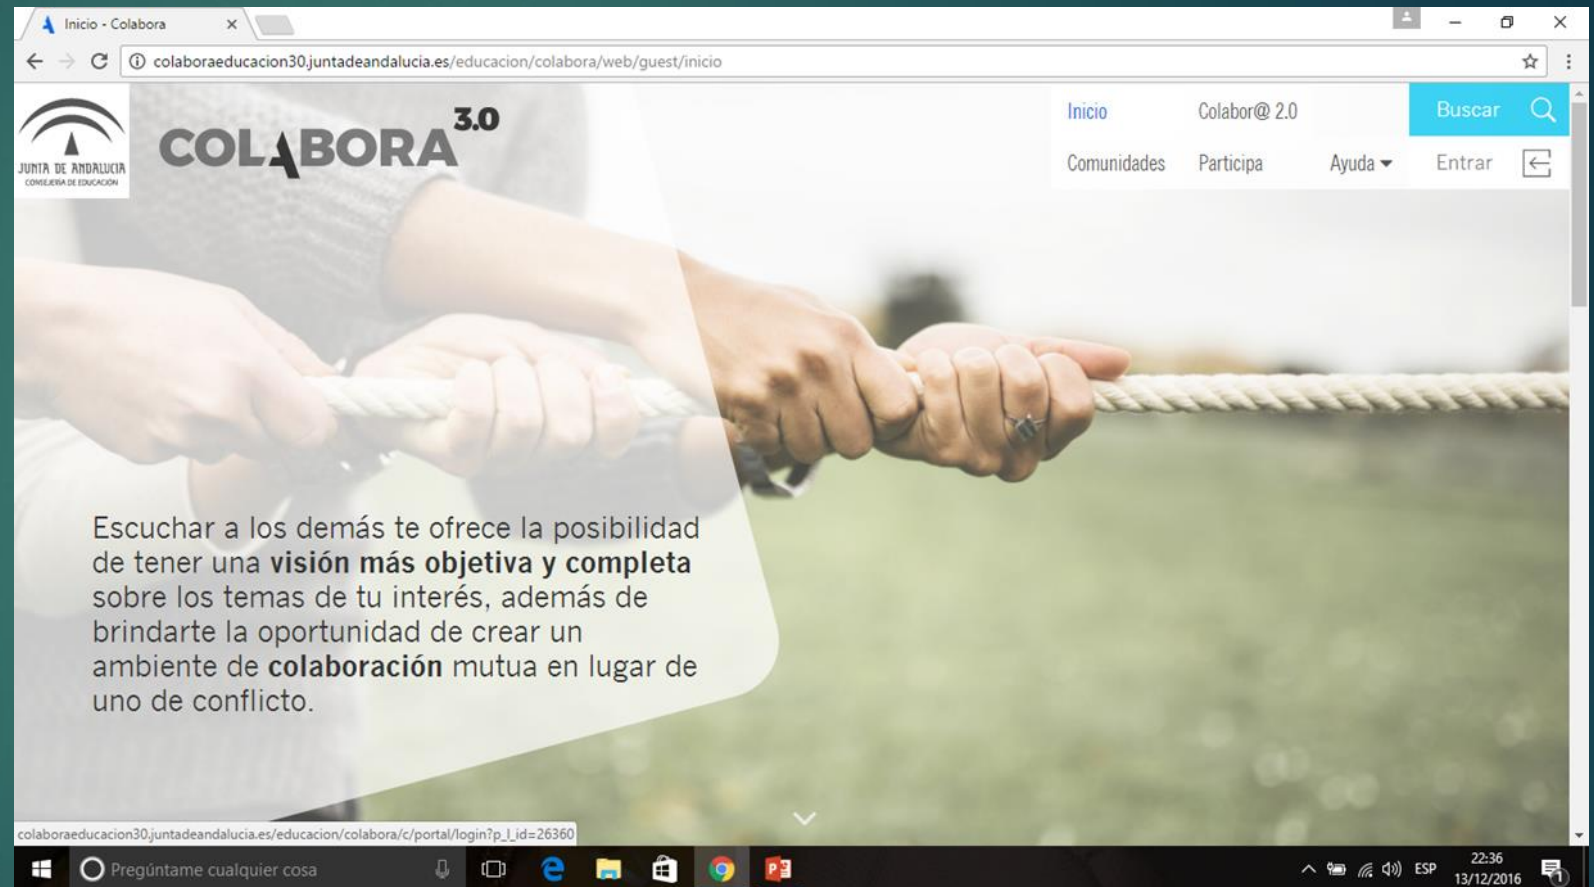 Inicio - Colabora
colaboraeducacion30.juntadeandalucia.es/educacion/colabora/web/guest/inicio
JUNTA DE ANDALUCIA
CONSEJERÍA DE EDUCACIÓN
COLABORA 3.0
Inicio Colabor@ 2.0 Buscar
Comunidades Participa Ayuda Entrar
Escuchar a los demás te ofrece la posibilidad
de tener una visión más objetiva y completa
sobre los temas de tu interés, además de
brindarte la oportunidad de crear un
ambiente de colaboración mutua en lugar de
uno de conflicto.
colaboraeducacion30.juntadeandalucia.es/educacion/colabora/c/portal/login?p_l_id=26360
Pregúntame cualquier cosa
ESP
22:36
13/12/2016
1